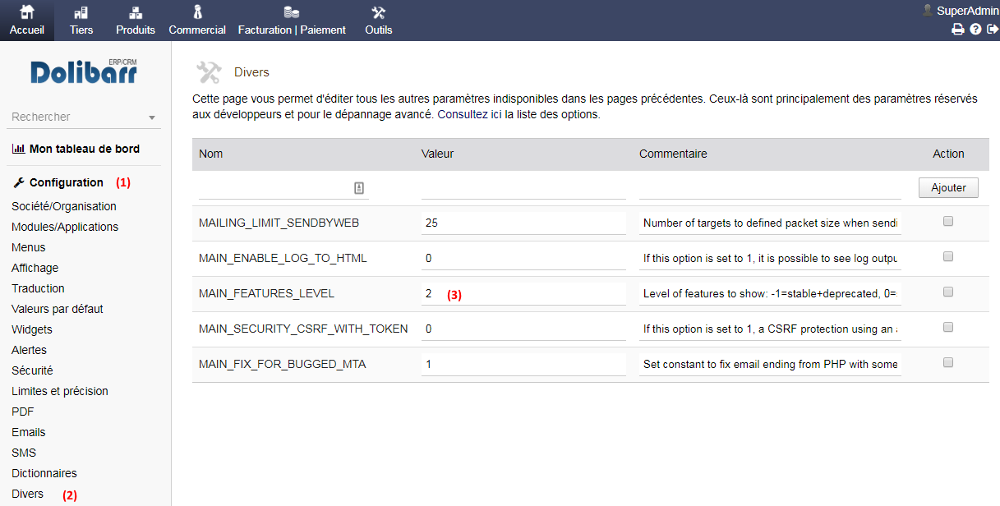 Accueil Tiers Produits Commercial Facturation | Paiement Outils SuperAdmin
ERP/CRM
Dolibarr
Rechercher
Mon tableau de bord
Configuration (1)
Société/Organisation
Modules/Applications
Menus
Affichage
Traduction
Valeurs par défaut
Widgets
Alertes
Sécurité
Limites et précision
PDF
Emails
SMS
Dictionnaires
Divers (2)
Divers
Cette page vous permet d'éditer tous les autres paramètres indisponibles dans les pages précédentes. Ceux-là sont principalement des paramètres réservés
aux développeurs et pour le dépannage avancé. Consultez ici la liste des options.
Nom Valeur Commentaire Action
Ajouter
MAILING_LIMIT_SENDBYWEB 25 Number of targets to defined packet size when sendi
MAIN_ENABLE_LOG_TO_HTML 0 If this option is set to 1, it is possible to see log outpu
MAIN_FEATURES_LEVEL 2 (3) Level of features to show: -1=stable+deprecated, 0=
MAIN_SECURITY_CSRF_WITH_TOKEN 0 If this option is set to 1, a CSRF protection using an
MAIN_FIX_FOR_BUGGED_MTA 1 Set constant to fix email ending from PHP with some